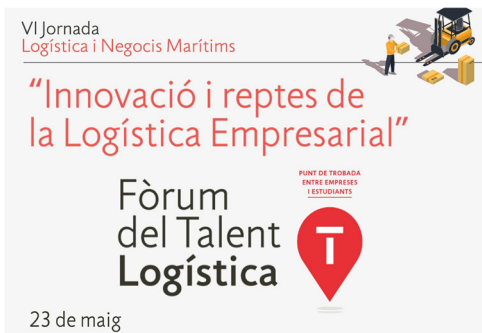 VI Jornada
Logística i Negocis Marítims
“Innovació i reptes de
la Logística Empresarial”
PUNT DE TROBADA
ENTRE EMPRESES
I ESTUDIANTS
Fòrum
del Talent
Logística
T
23 de maig